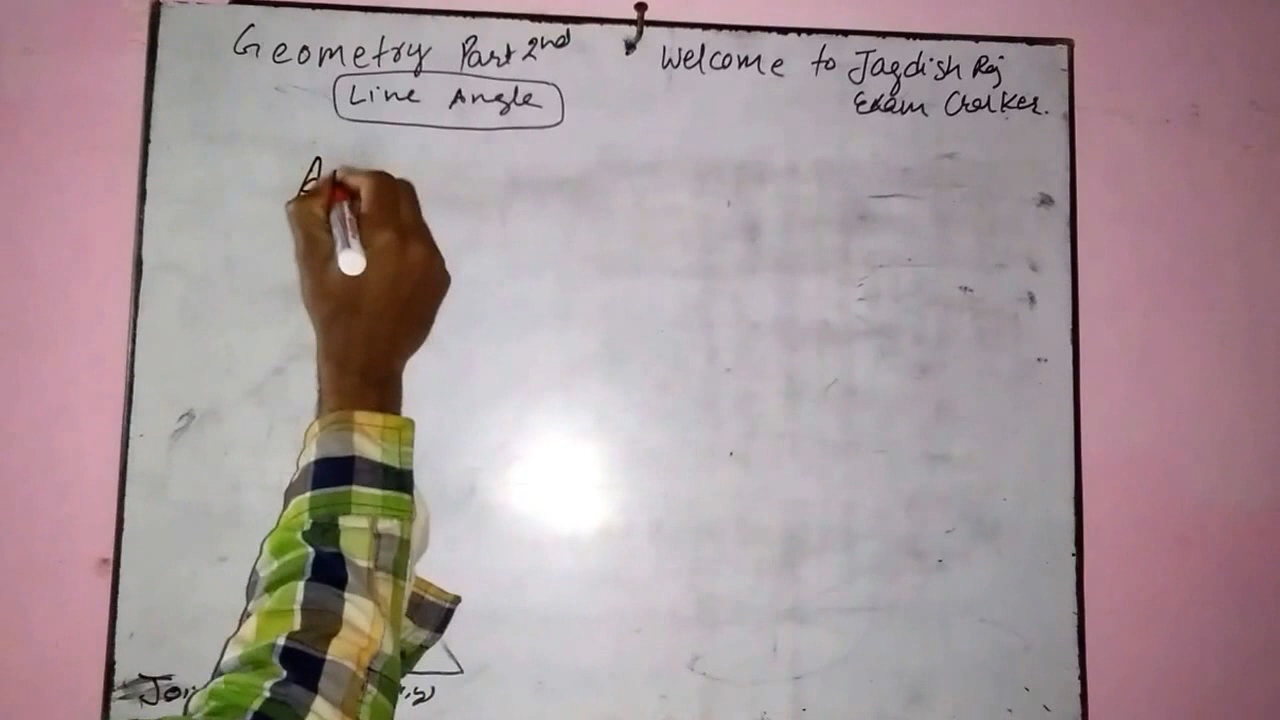 Geometry Part 2nd
Line Angle
Welcome to Jagdish Raj
Exam Cracker.
A